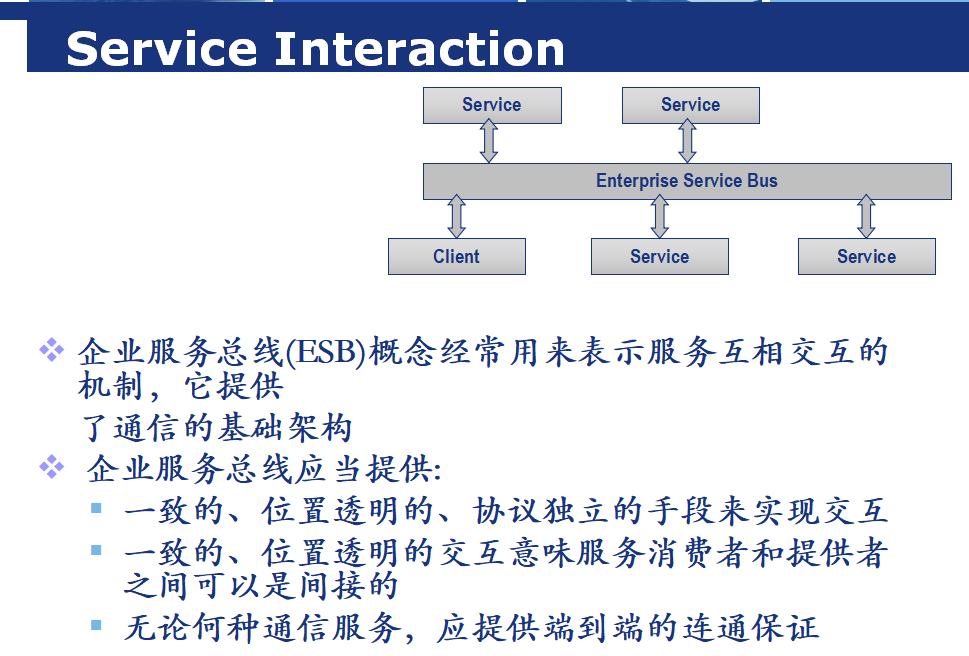 Service Interaction
Service
Service
Enterprise Service Bus
Client
Service
Service
企业服务总线(ESB)概念经常用来表示服务互相交互的
机制，它提供
了通信的基础架构
企业服务总线应当提供:
一致的、位置透明的、协议独立的手段来实现交互
一致的、位置透明的交互意味服务消费者和提供者
之间可以是间接的
无论何种通信服务，应提供端到端的连通保证